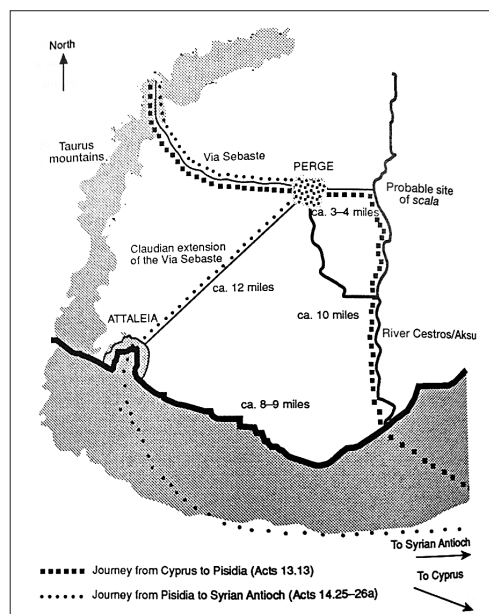 North
Taurus
mountains.
Via Sebaste
PERGE
Probable site
of scala
ca. 3–4 miles
Claudian extension
of the Via Sebaste
ca. 12 miles
ca. 10 miles
River Cestros/Aksu
ATTALEIA
ca. 8–9 miles
To Syrian Antioch
Journey from Cyprus to Pisidia (Acts 13.13)
To Cyprus
Journey from Pisidia to Syrian Antioch (Acts 14.25–26a)